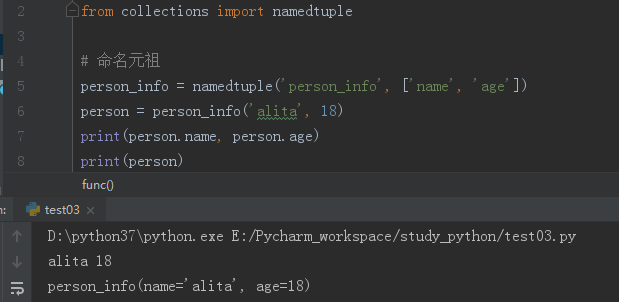 2 from collections import namedtuple
3
4 # 命名元祖
5 person_info = namedtuple('person_info', ['name', 'age'])
6 person = person_info('alita', 18)
7 print(person.name, person.age)
8 print(person)
func()
n: test03 ×
D:\python37\python.exe E:/Pycharm_workspace/study_python/test03.py
alita 18
person_info(name='alita', age=18)